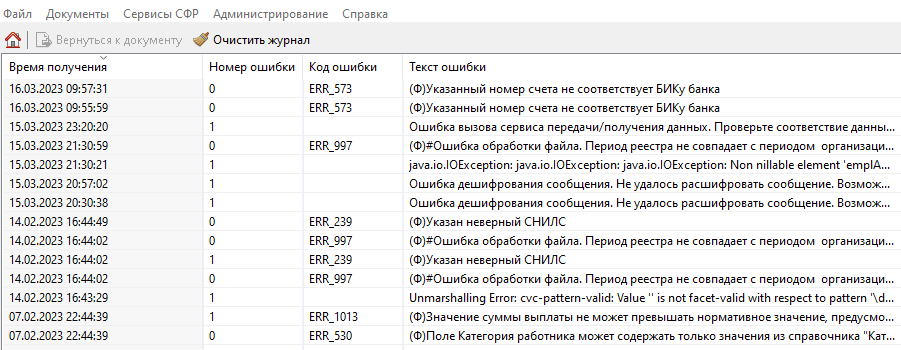 Файл Документы Сервисы СФР Администрирование Справка
Вернуться к документу Очистить журнал
Время получения Номер ошибки Код ошибки Текст ошибки
16.03.2023 09:57:31 0 ERR_573 (Ф)Указанный номер счета не соответствует БИКу банка
16.03.2023 09:55:59 0 ERR_573 (Ф)Указанный номер счета не соответствует БИКу банка
15.03.2023 23:20:20 1 Ошибка вызова сервиса передачи/получения данных. Проверьте соответствие данны...
15.03.2023 21:30:59 0 ERR_997 (Ф)#Ошибка обработки файла. Период реестра не совпадает с периодом организаци...
15.03.2023 21:30:21 1 java.io.IOException: java.io.IOException: java.io.IOException: Non nillable element 'emplA...
15.03.2023 20:57:02 1 Ошибка дешифрования сообщения. Не удалось расшифровать сообщение. Возмож...
15.03.2023 20:30:38 1 Ошибка дешифрования сообщения. Не удалось расшифровать сообщение. Возмож...
14.02.2023 16:44:49 0 ERR_239 (Ф)Указан неверный СНИЛС
14.02.2023 16:44:02 0 ERR_997 (Ф)#Ошибка обработки файла. Период реестра не совпадает с периодом организаци...
14.02.2023 16:44:02 1 ERR_239 (Ф)Указан неверный СНИЛС
14.02.2023 16:44:02 0 ERR_997 (Ф)#Ошибка обработки файла. Период реестра не совпадает с периодом организаци...
14.02.2023 16:43:29 1 Unmarshalling Error: cvc-pattern-valid: Value '' is not facet-valid with respect to pattern '\d...
07.02.2023 22:44:39 1 ERR_1013 (Ф)Значение суммы выплаты не может превышать нормативное значение, предусмо...
07.02.2023 22:44:39 0 ERR_530 (Ф)Поле Категория работника может содержать только значения из справочника "Кат...